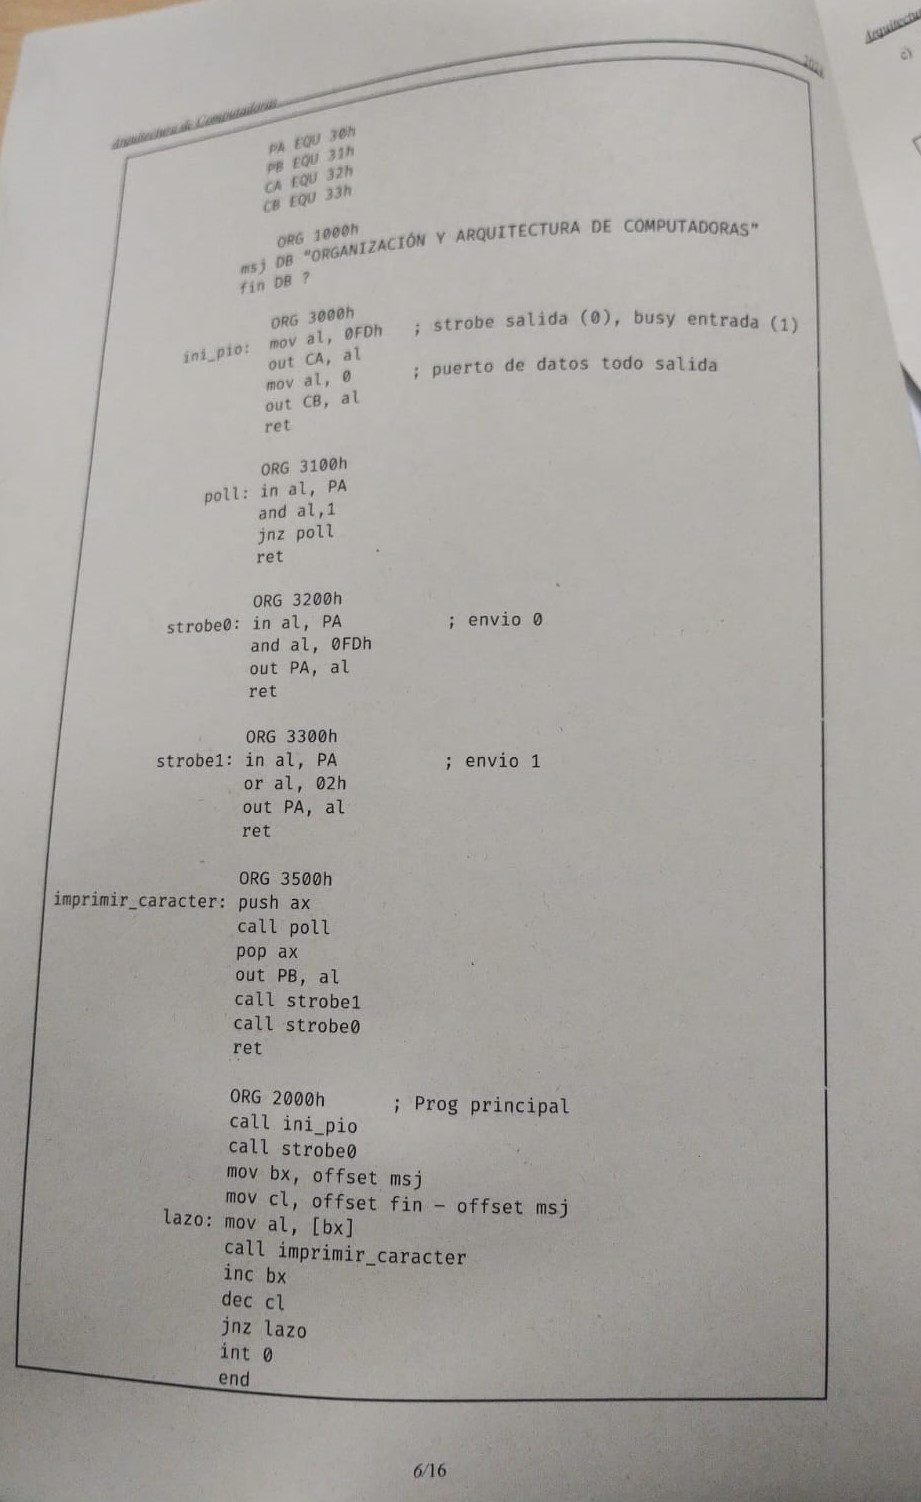 Arquitectura de Computadoras
2024
PA EQU 30h
PB EQU 31h
CA EQU 32h
CB EQU 33h
ORG 1000h
msj DB "ORGANIZACIÓN Y ARQUITECTURA DE COMPUTADORAS"
fin DB ?
ORG 3000h
ini_pio: mov al, 0FDh ; strobe salida (0), busy entrada (1)
out CA, al
mov al, 0 ; puerto de datos todo salida
out CB, al
ret
ORG 3100h
poll: in al, PA
and al,1
jnz poll
ret
ORG 3200h
strobe0: in al, PA ; envio 0
and al, 0FDh
out PA, al
ret
ORG 3300h
strobe1: in al, PA ; envio 1
or al, 02h
out PA, al
ret
ORG 3500h
imprimir_caracter: push ax
call poll
pop ax
out PB, al
call strobe1
call strobe0
ret
ORG 2000h ; Prog principal
call ini_pio
call strobe0
mov bx, offset msj
mov cl, offset fin – offset msj
lazo: mov al, [bx]
call imprimir_caracter
inc bx
dec cl
jnz lazo
int 0
end
6/16
c)